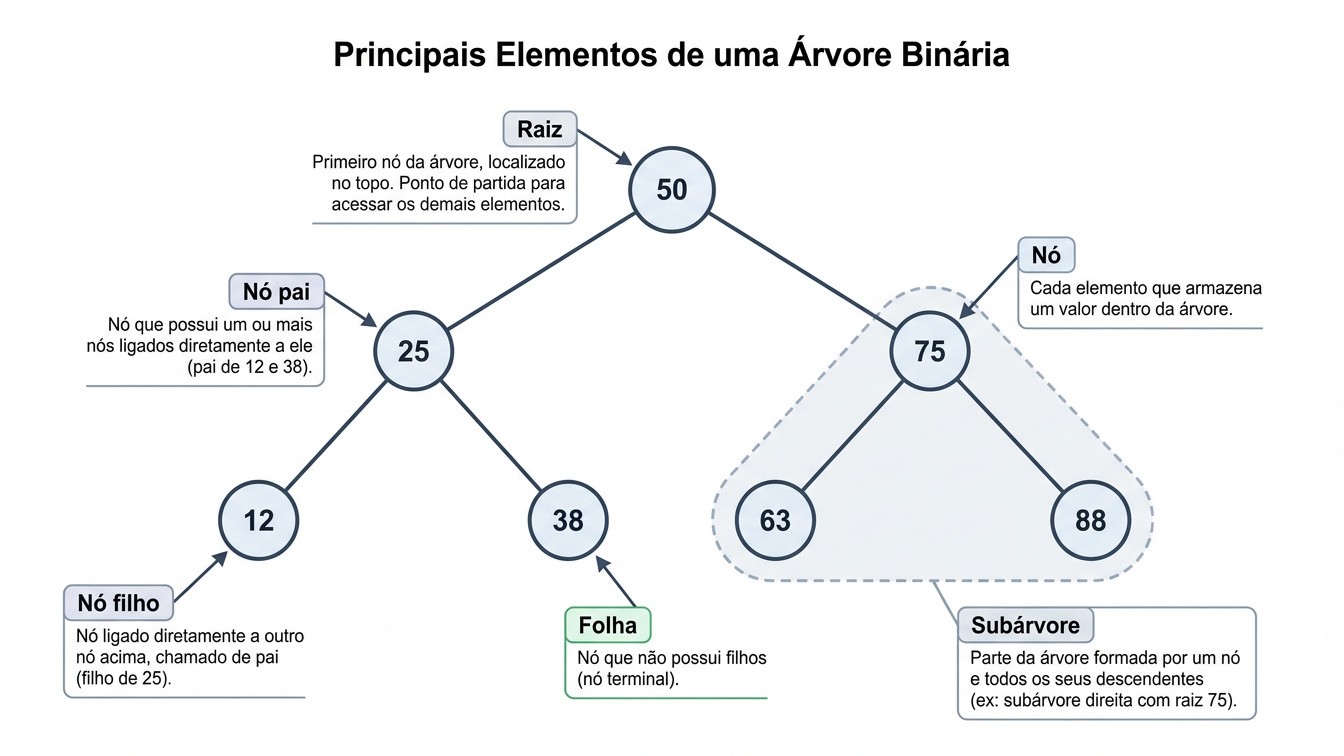 Principais Elementos de uma Árvore Binária
Raiz
Primeiro nó da árvore, localizado
no topo. Ponto de partida para
acessar os demais elementos.
50
Nó
Cada elemento que armazena
um valor dentro da árvore.
Nó pai
Nó que possui um ou mais
nós ligados diretamente a ele
(pai de 12 e 38).
25
75
12
38
63
88
Nó filho
Nó ligado diretamente a outro
nó acima, chamado de pai
(filho de 25).
Folha
Nó que não possui filhos
(nó terminal).
Subárvore
Parte da árvore formada por um nó
e todos os seus descendentes
(ex: subárvore direita com raiz 75).